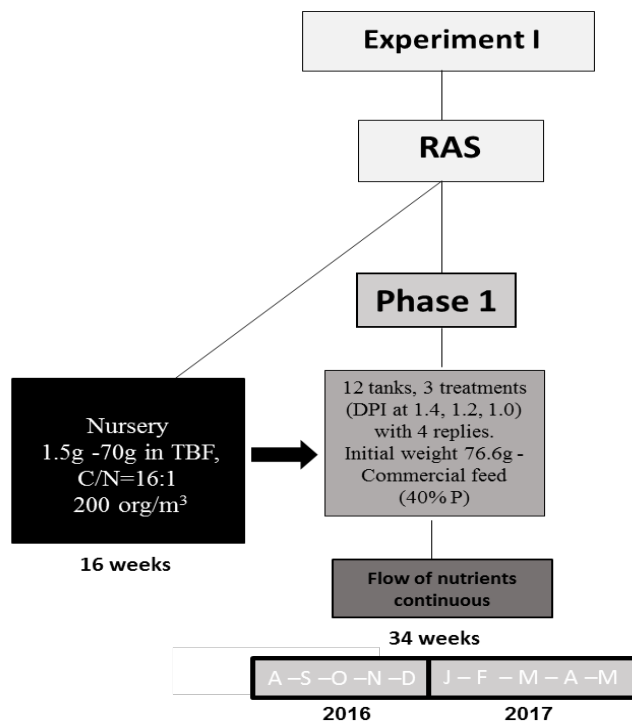 Experiment I
RAS
Phase 1
Nursery
1.5g -70g in TBF,
C/N=16:1
200 org/m³
16 weeks
12 tanks, 3 treatments
(DPI at 1.4, 1.2, 1.0)
with 4 replies.
Initial weight 76.6g -
Commercial feed
(40% P)
Flow of nutrients
continuous
34 weeks
A –S –O –N –D J – F – M – A – M
2016 2017